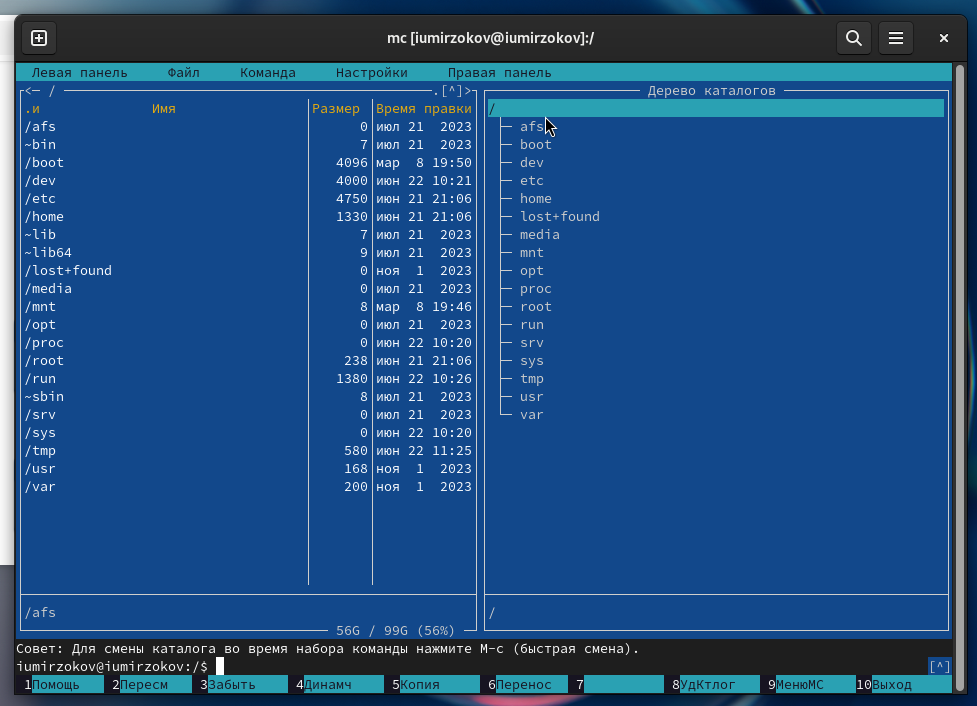 mc [iumirzokov@iumirzokov]:/
Левая панель Файл Команда Настройки Правая панель
<─ / .[^]> Дерево каталогов
.и Имя Размер Время правки /
/afs 0 июл 21 2023 afs
~bin 7 июл 21 2023 boot
/boot 4096 мар 8 19:50 dev
/dev 4000 июн 22 10:21 etc
/etc 4750 июн 21 21:06 home
/home 1330 июн 21 21:06 lost+found
~lib 7 июл 21 2023 media
~lib64 9 июл 21 2023 mnt
/lost+found 0 ноя 1 2023 opt
/media 0 июл 21 2023 proc
/mnt 8 мар 8 19:46 root
/opt 0 июл 21 2023 run
/proc 0 июн 22 10:20 srv
/root 238 июн 21 21:06 sys
/run 1380 июн 22 10:26 tmp
~sbin 8 июл 21 2023 usr
/srv 0 июл 21 2023 var
/sys 0 июн 22 10:20
/tmp 580 июн 22 11:25
/usr 168 ноя 1 2023
/var 200 ноя 1 2023
/afs /
56G / 99G (56%)
Совет: Для смены каталога во время набора команды нажмите M-c (быстрая смена).
iumirzokov@iumirzokov:/$ [^]
1Помощь 2Пересм 3Забыть 4Динамч 5Копия 6Перенос 7 8УдКтлог 9МенюMC 10Выход